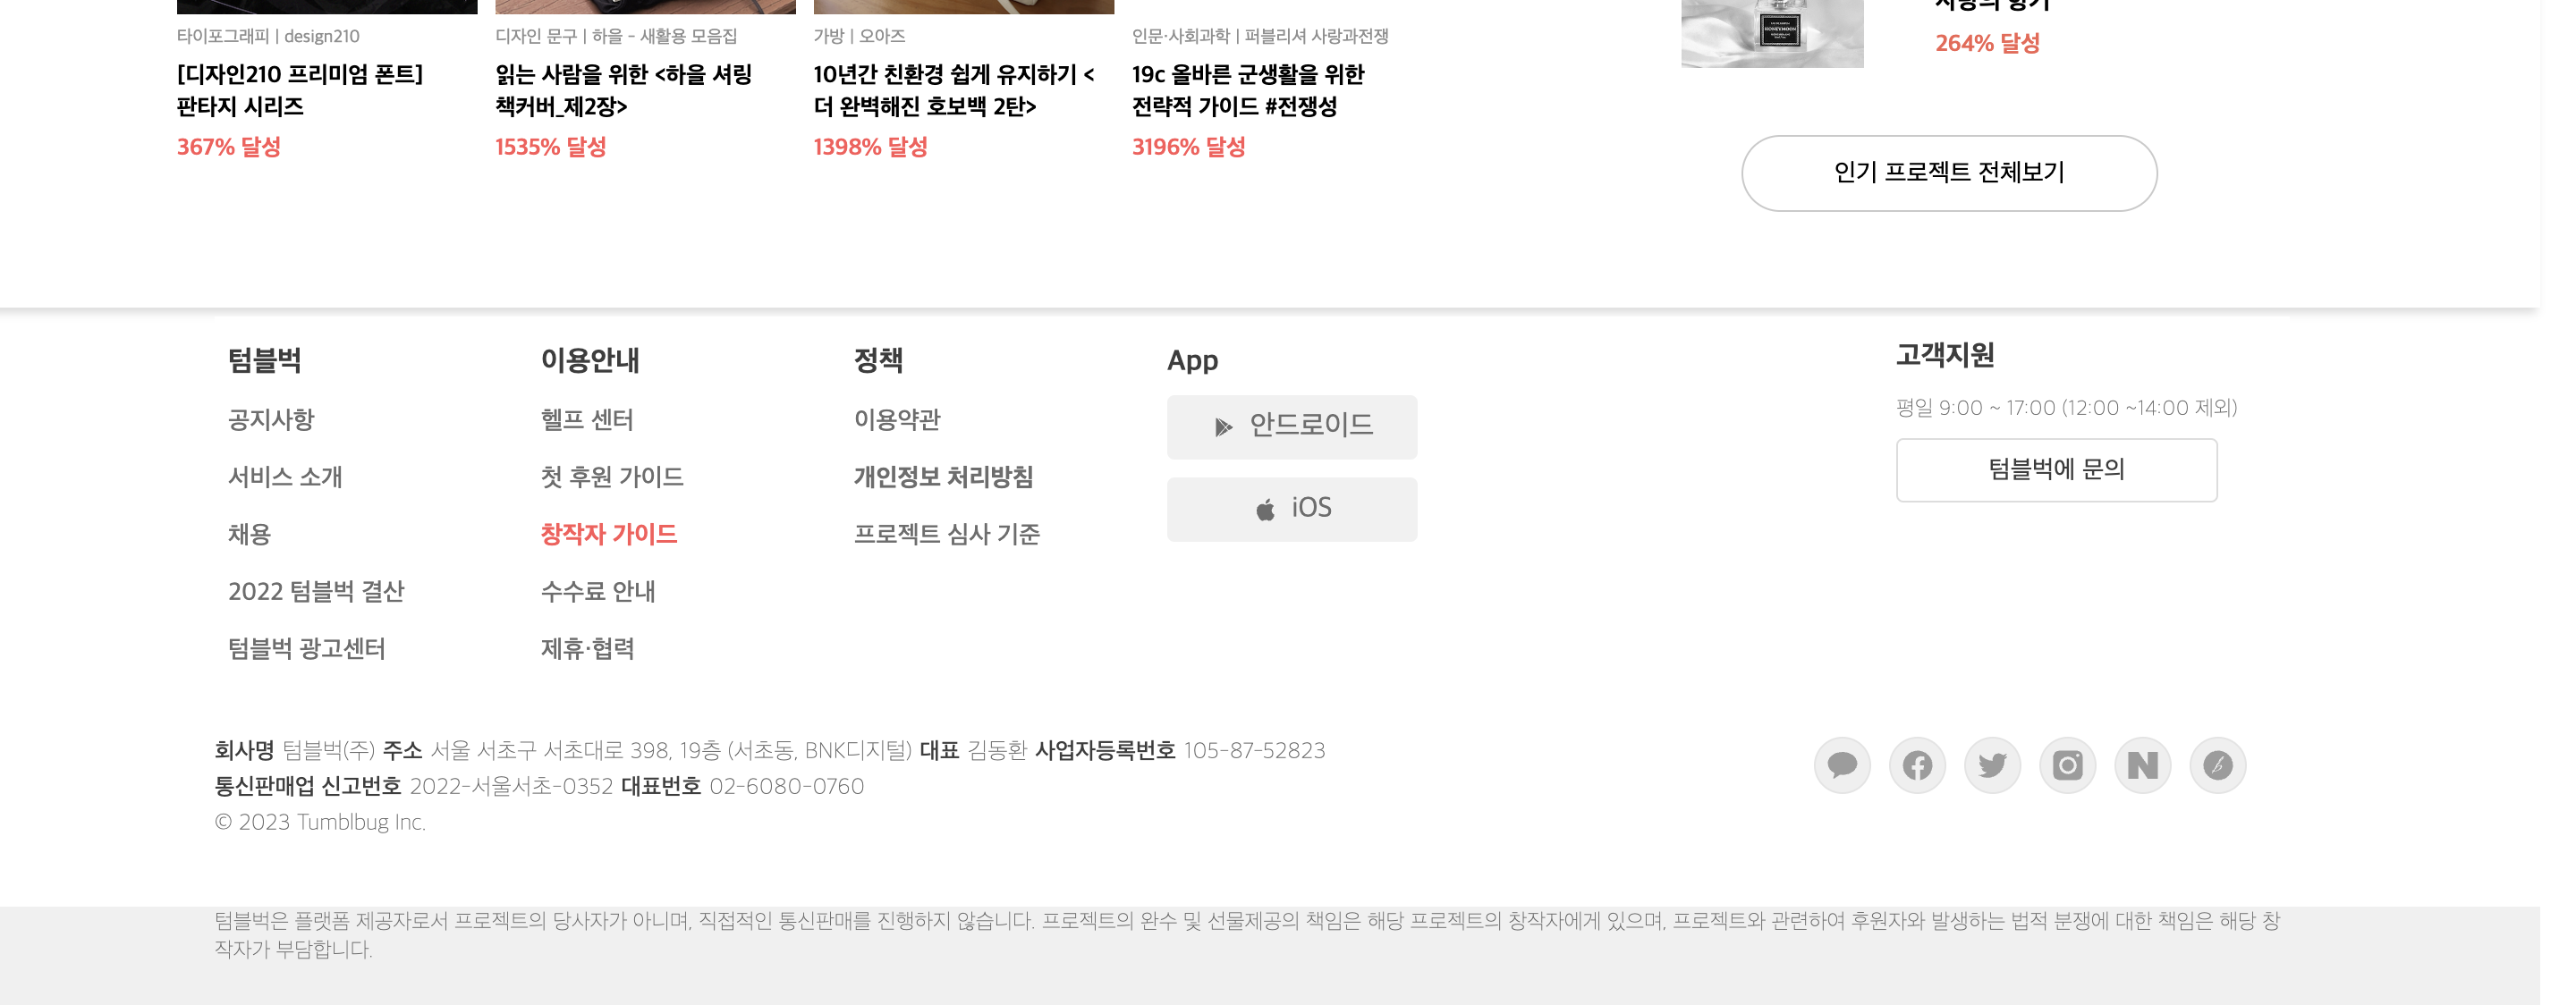 타이포그래피 | design210
[디자인210 프리미엄 폰트]
판타지 시리즈
367% 달성
디자인 문구 | 하울 - 새활용 모음집
읽는 사람을 위한 <하울 셔링
책커버_제2장>
1535% 달성
가방 | 오아즈
10년간 친환경 쉽게 유지하기 <
더 완벽해진 호보백 2탄>
1398% 달성
인문·사회과학 | 퍼블리셔 사랑과전쟁
19c 올바른 군생활을 위한
전략적 가이드 #전쟁성
3196% 달성
264% 달성
인기 프로젝트 전체보기
텀블벅
공지사항
서비스 소개
채용
2022 텀블벅 결산
텀블벅 광고센터
이용안내
헬프 센터
첫 후원 가이드
창작자 가이드
수수료 안내
제휴·협력
정책
이용약관
개인정보 처리방침
프로젝트 심사 기준
App
안드로이드
iOS
고객지원
평일 9:00 ~ 17:00 (12:00 ~14:00 제외)
텀블벅에 문의
회사명 텀블벅(주) 주소 서울 서초구 서초대로 398, 19층 (서초동, BNK디지털) 대표 김동환 사업자등록번호 105-87-52823
통신판매업 신고번호 2022-서울서초-0352 대표번호 02-6080-0760
© 2023 Tumblbug Inc.
텀블벅은 플랫폼 제공자로서 프로젝트의 당사자가 아니며, 직접적인 통신판매를 진행하지 않습니다. 프로젝트의 완수 및 선물제공의 책임은 해당 프로젝트의 창작자에게 있으며, 프로젝트와 관련하여 후원자와 발생하는 법적 분쟁에 대한 책임은 해당 창
작자가 부담합니다.